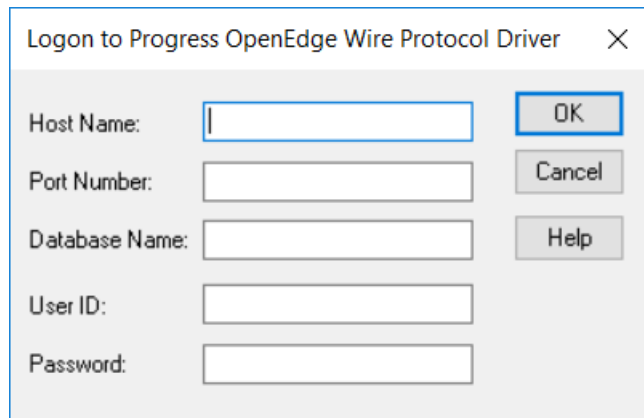 Logon to Progress OpenEdge Wire Protocol Driver
Host Name:
OK
Port Number:
Cancel
Database Name:
Help
User ID:
Password: